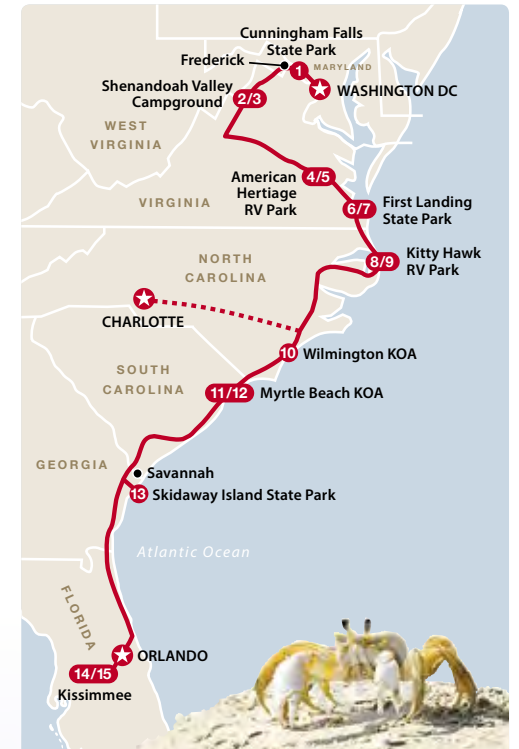 Cunningham Falls
State Park
Frederick
1
MARYLAND
WASHINGTON DC
Shenandoah Valley
Campground
2/3
WEST
VIRGINIA
American
Hertiage
RV Park
4/5
VIRGINIA
6/7
First Landing
State Park
8/9
Kitty Hawk
RV Park
NORTH
CAROLINA
CHARLOTTE
10
Wilmington KOA
SOUTH
CAROLINA
11/12
Myrtle Beach KOA
GEORGIA
Savannah
13
Skidaway Island State Park
Atlantic Ocean
FLORIDA
ORLANDO
14/15
Kissimmee